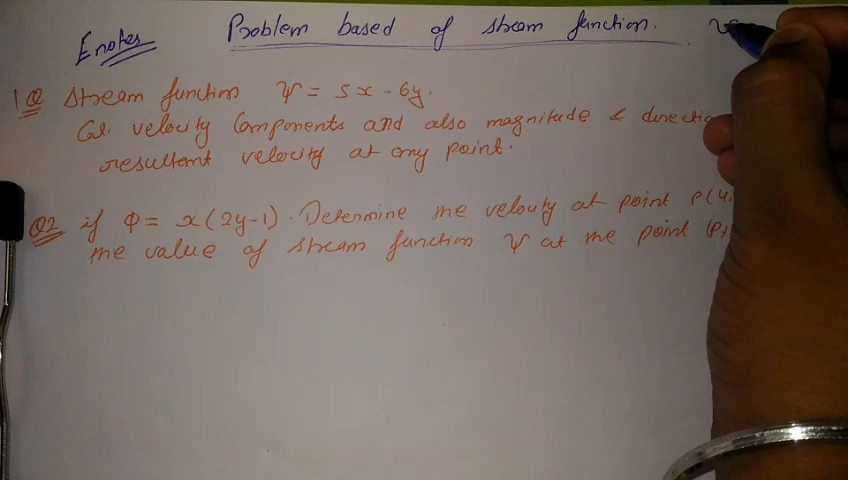 Problem based of stream function.
Enotes
1Q Stream function ψ = 5x - 6y.
Cal. velocity Components and also magnitude & directio
resultant velocity at any point.
Q2 if Φ = x(2y-1). Determine the velocity at point P(4,
the value of stream function ψ at the point (P)